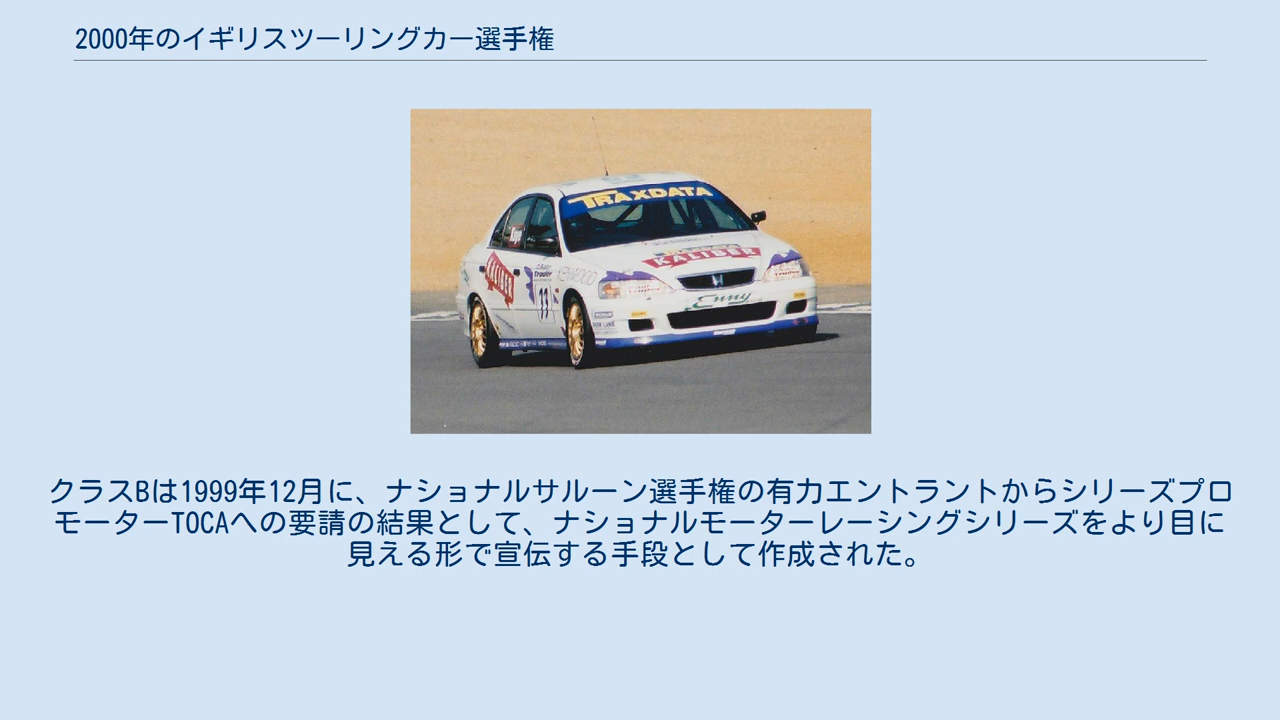 2000年のイギリスツーリングカー選手権
TRAXDATA
KALIBER
KALIBER
Enny
クラスBは1999年12月に、ナショナルサルーン選手権の有力エントラントからシリーズプロ
モーターTOCAへの要請の結果として、ナショナルモーターレーシングシリーズをより目に
見える形で宣伝する手段として作成された。